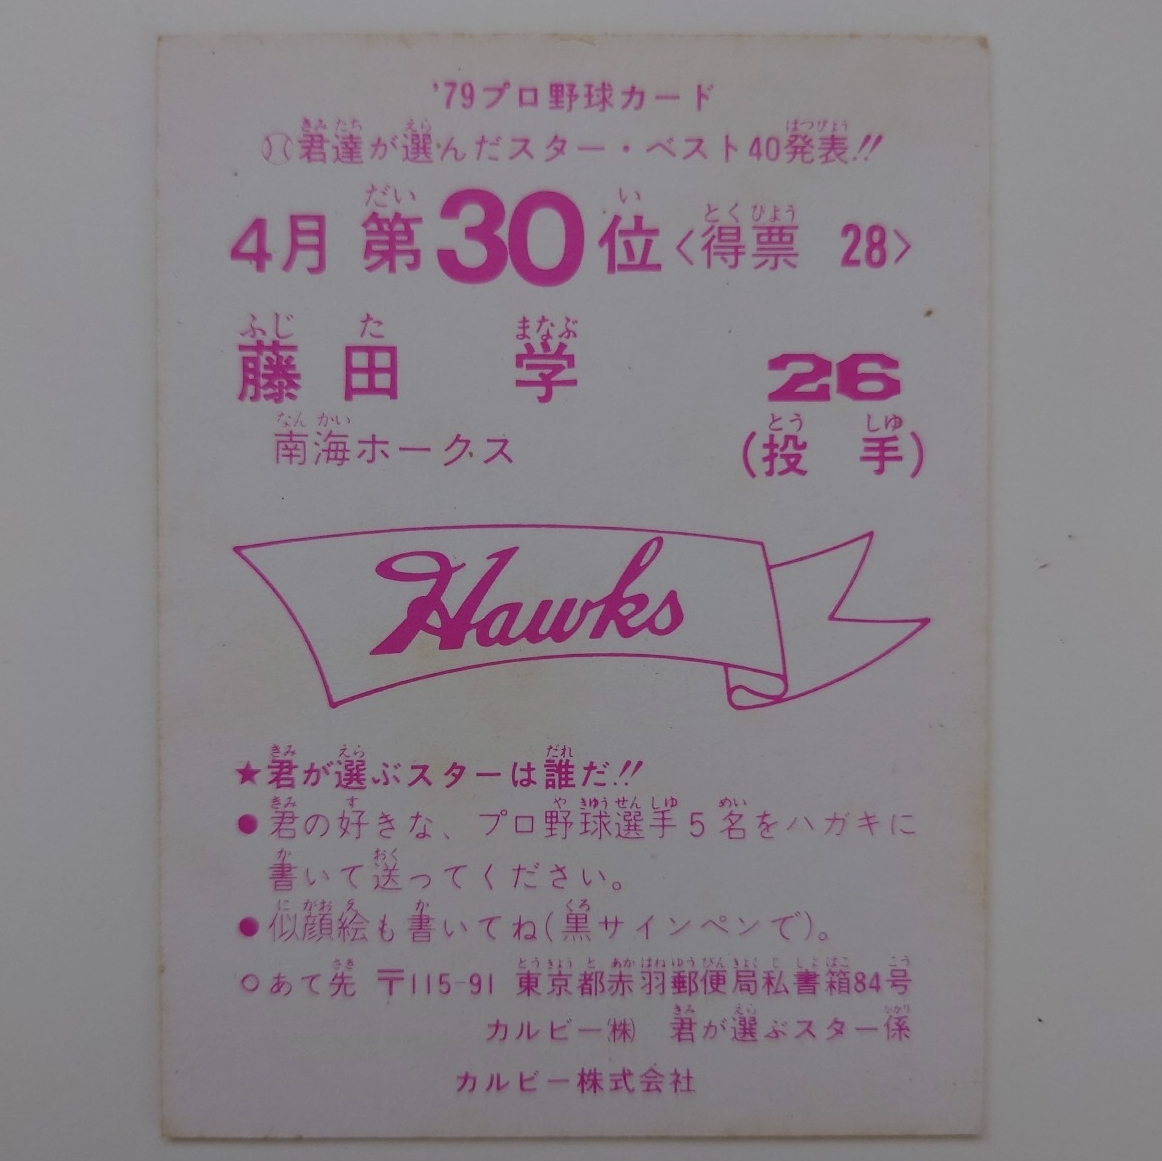 '79プロ野球カード
君達が選んだスター・ベスト40発表!!
4月 第30位〈得票 28〉
藤田 学 26
南海ホークス (投手)
Hawks
★君が選ぶスターは誰だ!!
●君の好きな、プロ野球選手5名をハガキに
書いて送ってください。
●似顔絵も書いてね(黒サインペンで)。
○あて先 〒115-91 東京都赤羽郵便局私書箱84号
カルビー㈱ 君が選ぶスター係
カルビー株式会社